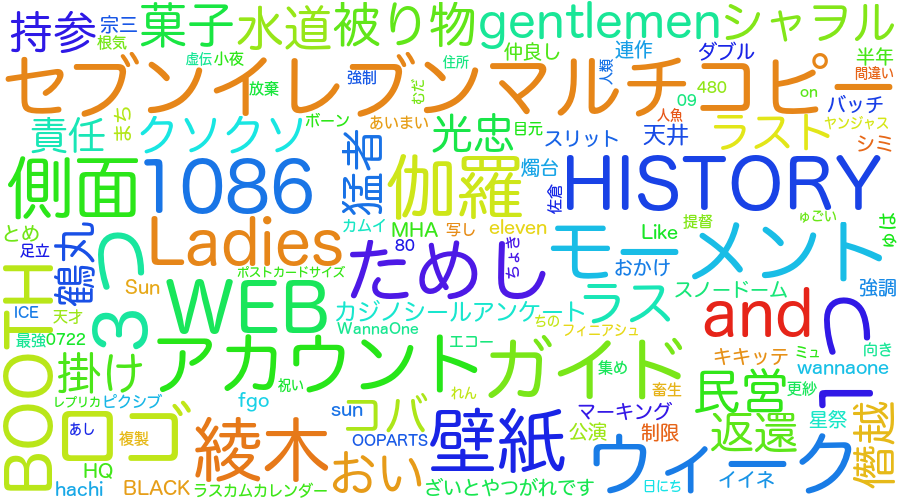 持参 宗三 菓子 水道 被り物 gentlemen シャヲル
根気 虚伝 小夜 住所 仲良し 連作 ダブル 半年
セブンイレブンマルチコピー
放棄 強制 むだ 人類 480 on 間違い
責任 まち クソクソ ボーン あいまい 光忠 目元 人魚 09 バッチ
スリット 天井 ラスト ヤンジャス シミ
側面 1086 猛者 伽羅 燭台 佐倉 HISTORY
とめ 足立 鶴丸 3つ Ladies カムイ MHA 写し eleven Like 提督 ゅごい ゅは
80 ためし ちょぎ モーメント おかけ
BOOTH ICE Sun WEB ポストカードサイズ カジノシールアンケート ラス スノードーム 強調
天才 0722 最強 WannaOne ちの フィニアシュ and 1つ
掛け アカウント エコー ガイド 集め キキッテ ミュ 向き
レプリカ ピクシブ 祝い れん 畜生 民営 更紗 wannaone
ロゴ あし 複製 fgo sun コバ 壁紙 マーキング 返還 星祭 僭越
綾木 OOPARTS 公演 制限 ウィーク
HQ hachi BLACK おい ラスカムカレンダー ざいとやつがれです 日にち イイネ